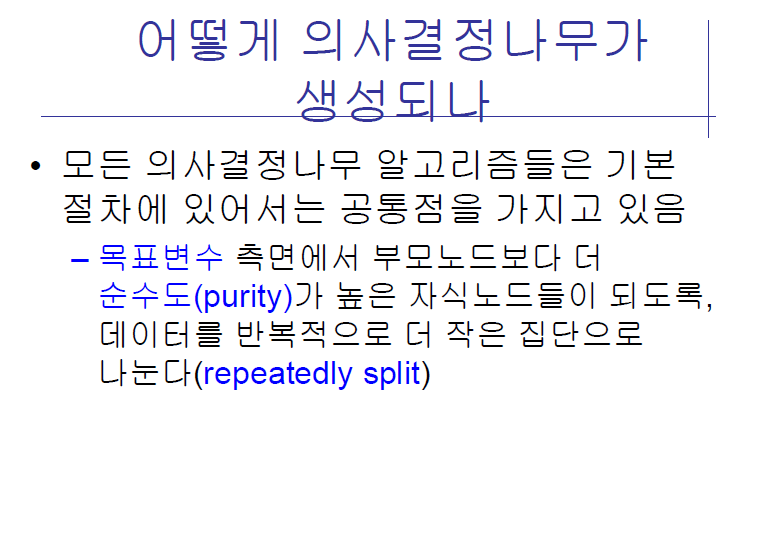 어떻게 의사결정나무가
생성되나
• 모든 의사결정나무 알고리즘들은 기본
절차에 있어서는 공통점을 가지고 있음
– 목표변수 측면에서 부모노드보다 더
순수도(purity)가 높은 자식노드들이 되도록,
데이터를 반복적으로 더 작은 집단으로
나눈다(repeatedly split)